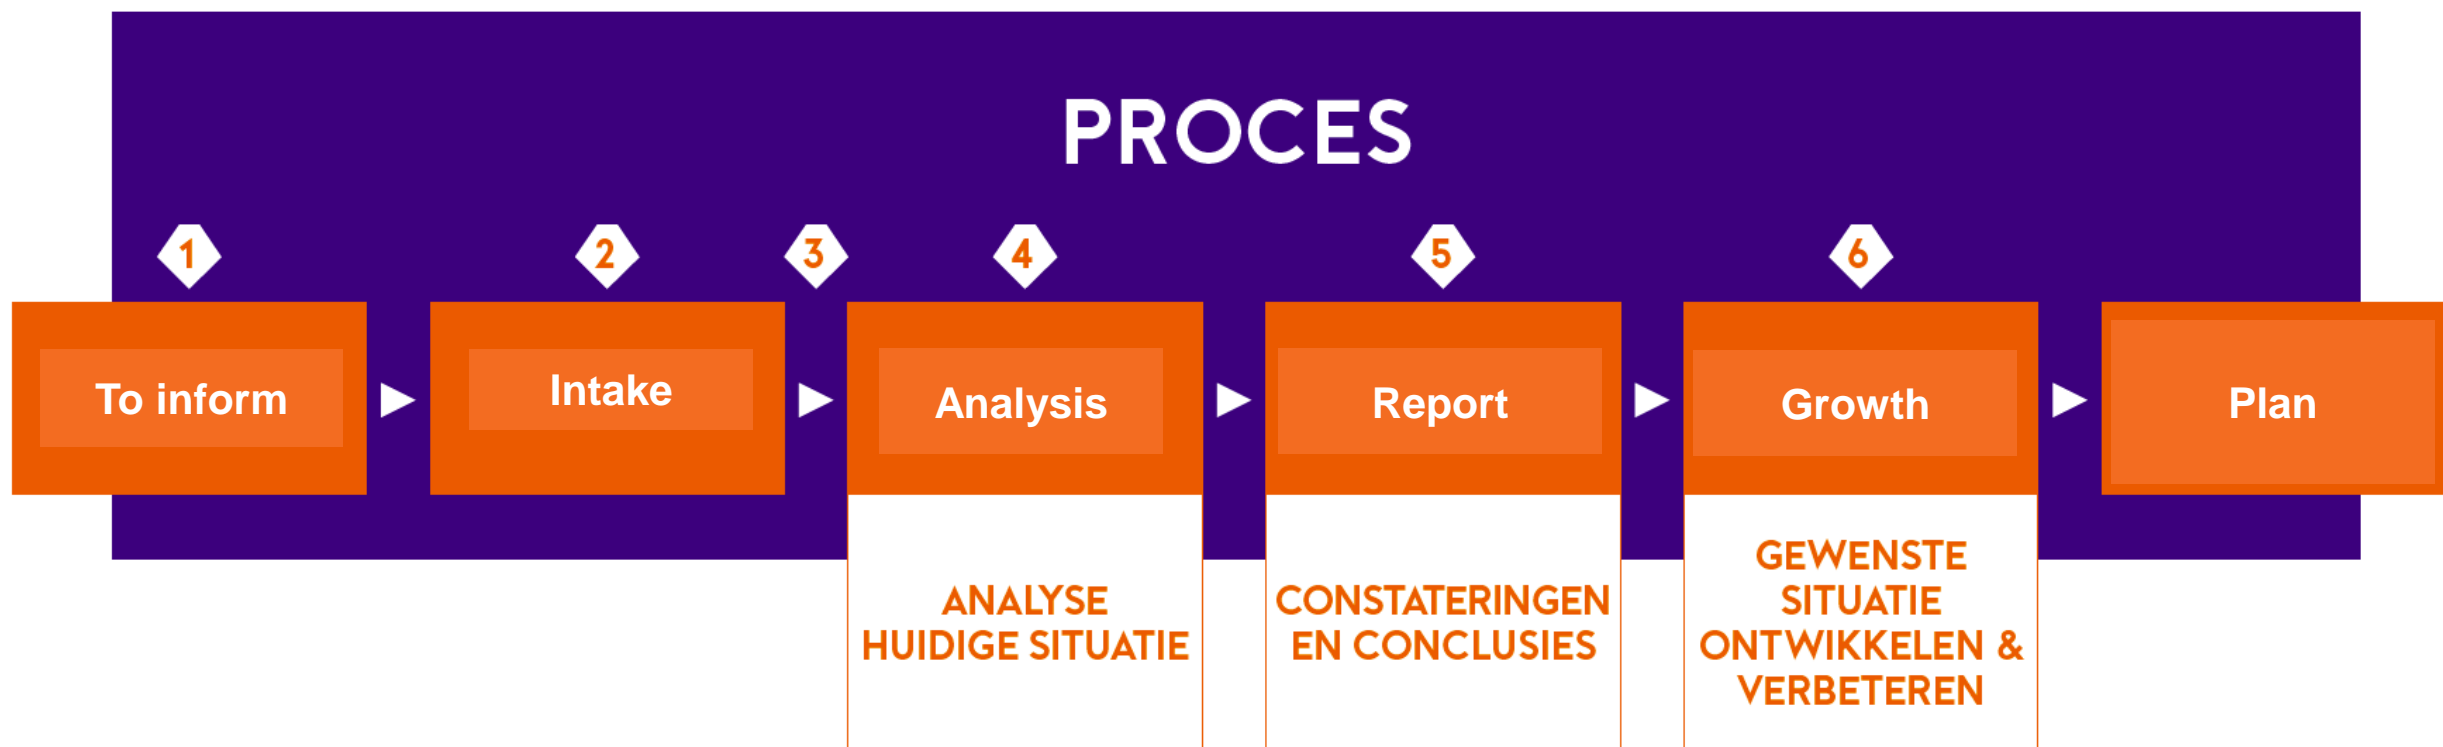 PROCES
1
2
3
4
5
6
To inform
Intake
Analysis
Report
Growth
Plan
ANALYSE
HUIDIGE SITUATIE
CONSTATERINGEN
EN CONCLUSIES
GEWENSTE
SITUATIE
ONTWIKKELEN &
VERBETEREN